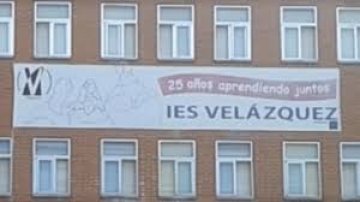 25 años aprendiendo juntos
IES VELÁZQUEZ